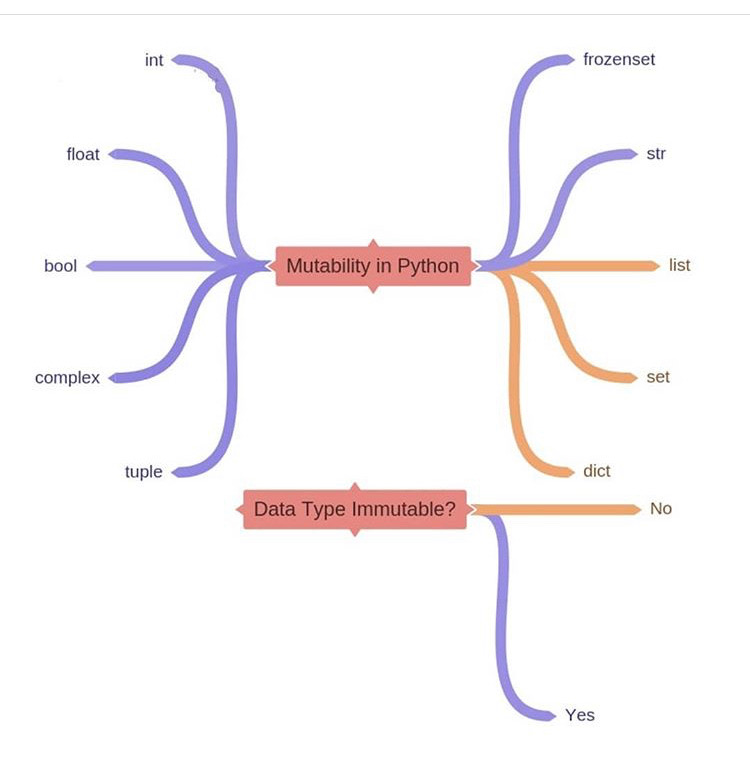 int
frozenset
float
str
bool
Mutability in Python
list
complex
set
tuple
dict
Data Type Immutable?
No
Yes